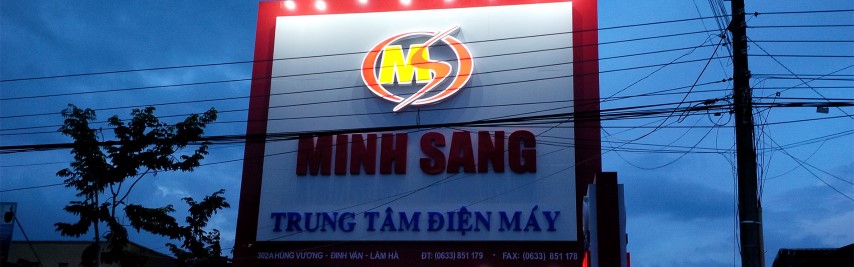 MS
MINH SANG
TRUNG TÂM ĐIỆN MÁY
302A HÙNG VƯƠNG - ĐINH VĂN - LÂM HÀ ĐT: (0633) 851 179 • FAX: (0633) 851 178